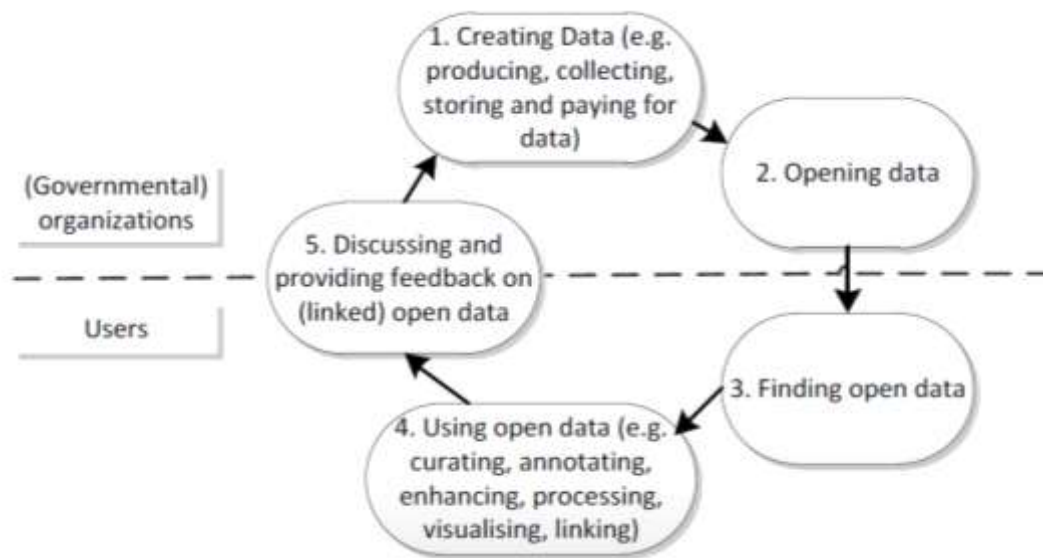 1. Creating Data (e.g.
producing, collecting,
storing and paying for
data)
2. Opening data
(Governmental)
organizations
5. Discussing and
providing feedback on
(linked) open data
Users
3. Finding open data
4. Using open data (e.g.
curating, annotating,
enhancing, processing,
visualising, linking)